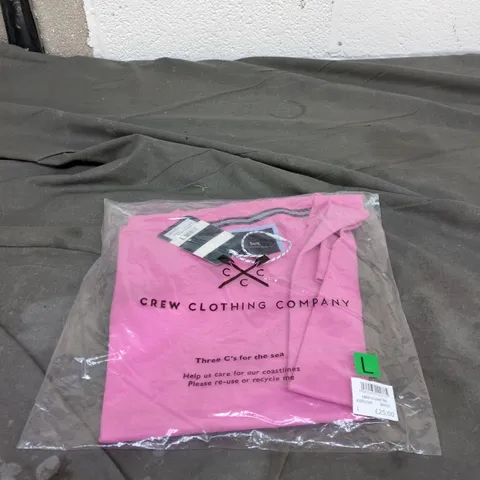 C C
C
CREW CLOTHING COMPANY
Three C's for the sea
Help us care for our coastlines
Please re-use or recycle me
L
£25.00